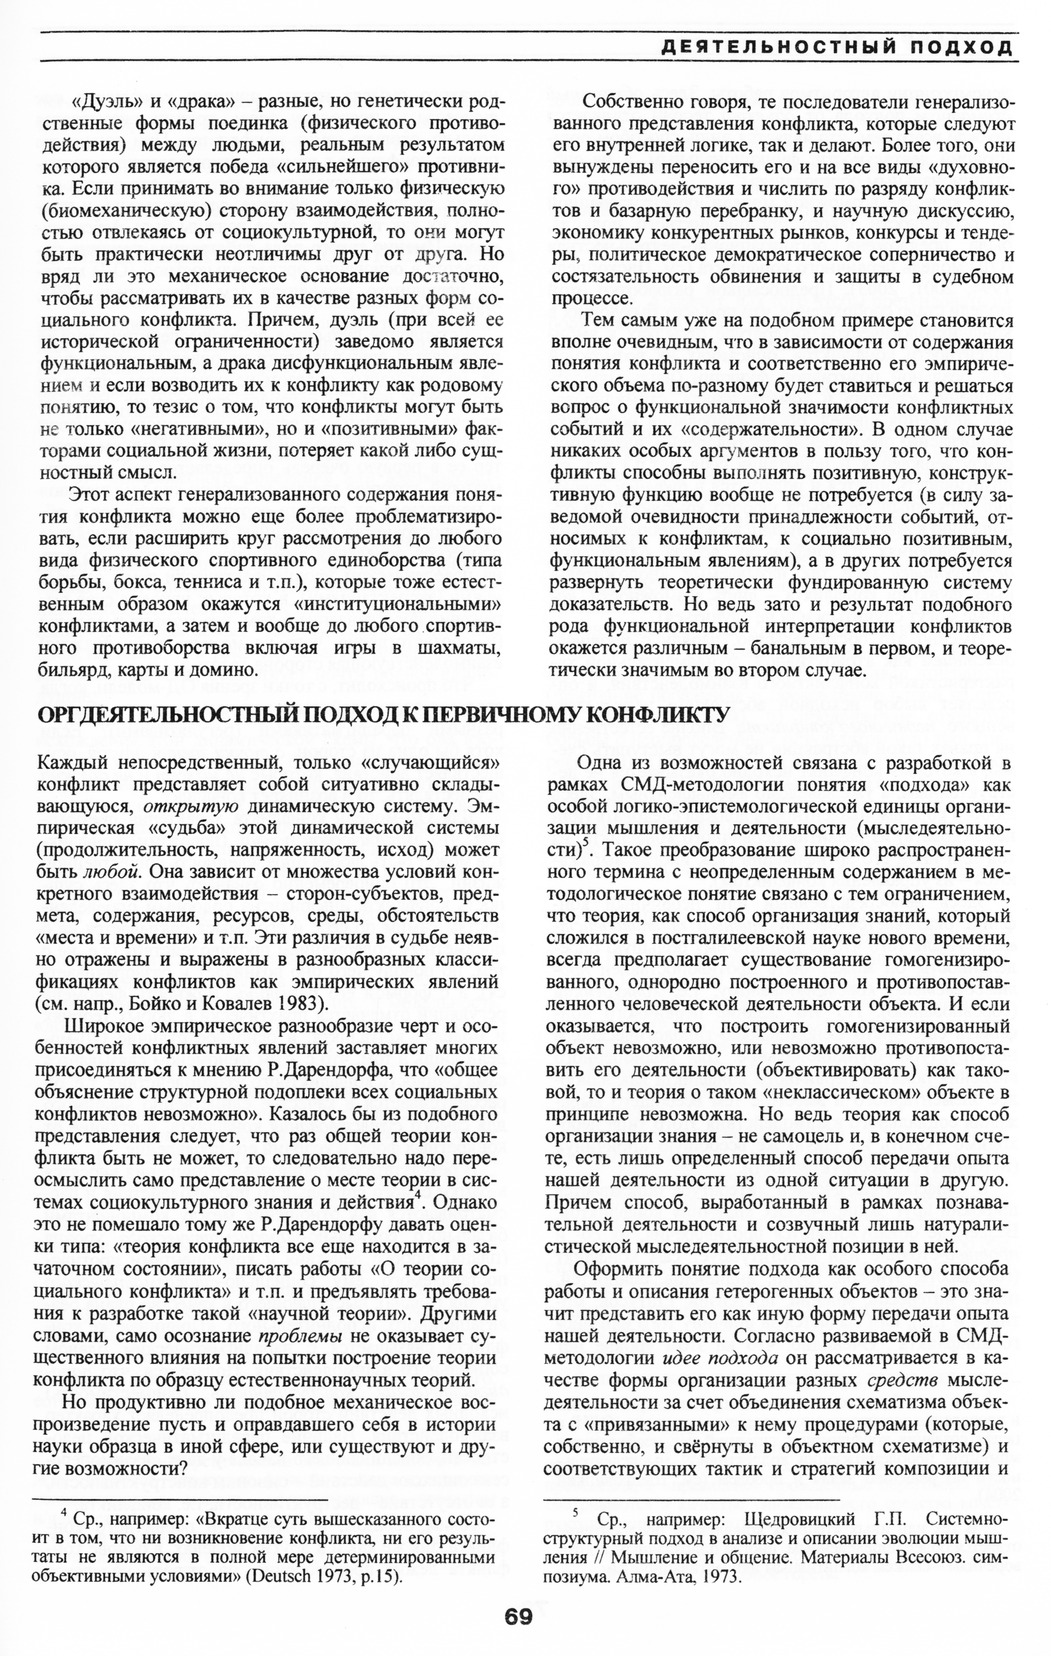 ДЕЯТЕЛЬНОСТНЫЙ ПОДХОД
«Дуэль» и «драка» – разные, но генетически род-
ственные формы поединка (физического противо-
действия) между людьми, реальным результатом
которого является победа «сильнейшего» противни-
ка. Если принимать во внимание только физическую
(биомеханическую) сторону взаимодействия, полно-
стью отвлекаясь от социокультурной, то они могут
быть практически неотличимы друг от друга. Но
вряд ли это механическое основание достаточно,
чтобы рассматривать их в качестве разных форм со-
циального конфликта. Причем, дуэль (при всей ее
исторической ограниченности) заведомо является
функциональным, а драка дисфункциональным явле-
нием и если возводить их к конфликту как родовому
понятию, то тезис о том, что конфликты могут быть
не только «негативными», но и «позитивными» фак-
торами социальной жизни, потеряет какой либо сущ-
ностный смысл.
Этот аспект генерализованного содержания поня-
тия конфликта можно еще более проблематизиро-
вать, если расширить круг рассмотрения до любого
вида физического спортивного единоборства (типа
борьбы, бокса, тенниса и т.п.), которые тоже естест-
венным образом окажутся «институциональными»
конфликтами, а затем и вообще до любого спортив-
ного противоборства включая игры в шахматы,
бильярд, карты и домино.
Собственно говоря, те последователи генерализо-
ванного представления конфликта, которые следуют
его внутренней логике, так и делают. Более того, они
вынуждены переносить его и на все виды «духовно-
го» противодействия и числить по разряду конфлик-
тов и базарную перебранку, и научную дискуссию,
экономику конкурентных рынков, конкурсы и тенде-
ры, политическое демократическое соперничество и
состязательность обвинения и защиты в судебном
процессе.
Тем самым уже на подобном примере становится
вполне очевидным, что в зависимости от содержания
понятия конфликта и соответственно его эмпириче-
ского объема по-разному будет ставиться и решаться
вопрос о функциональной значимости конфликтных
событий и их «содержательности». В одном случае
никаких особых аргументов в пользу того, что кон-
фликты способны выполнять позитивную, конструк-
тивную функцию вообще не потребуется (в силу за-
ведомой очевидности принадлежности событий, от-
носимых к конфликтам, к социально позитивным,
функциональным явлениям), а в других потребуется
развернуть теоретически фундированную систему
доказательств. Но ведь зато и результат подобного
рода функциональной интерпретации конфликтов
окажется различным – банальным в первом, и теоре-
тически значимым во втором случае.
ОРГДЕЯТЕЛЬНОСТНЫЙ ПОДХОД К ПЕРВИЧНОМУ КОНФЛИКТУ
Каждый непосредственный, только «случающийся»
конфликт представляет собой ситуативно склады-
вающуюся, открытую динамическую систему. Эм-
пирическая «судьба» этой динамической системы
(продолжительность, напряженность, исход) может
быть любой. Она зависит от множества условий кон-
кретного взаимодействия – сторон-субъектов, пред-
мета, содержания, ресурсов, среды, обстоятельств
«места и времени» и т.п. Эти различия в судьбе неяв-
но отражены и выражены в разнообразных класси-
фикациях конфликтов как эмпирических явлений
(см. напр., Бойко и Ковалев 1983).
Широкое эмпирическое разнообразие черт и осо-
бенностей конфликтных явлений заставляет многих
присоединяться к мнению Р.Дарендорфа, что «общее
объяснение структурной подоплеки всех социальных
конфликтов невозможно». Казалось бы из подобного
представления следует, что раз общей теории кон-
фликта быть не может, то следовательно надо пере-
осмыслить само представление о месте теории в сис-
темах социокультурного знания и действия⁴. Однако
это не помешало тому же Р.Дарендорфу давать оцен-
ки типа: «теория конфликта все еще находится в за-
чаточном состоянии», писать работы «О теории со-
циального конфликта» и т.п. и предъявлять требова-
ния к разработке такой «научной теории». Другими
словами, само осознание проблемы не оказывает су-
щественного влияния на попытки построение теории
конфликта по образцу естественнонаучных теорий.
Но продуктивно ли подобное механическое вос-
произведение пусть и оправдавшего себя в истории
науки образца в иной сфере, или существуют и дру-
гие возможности?
Одна из возможностей связана с разработкой в
рамках СМД-методологии понятия «подхода» как
особой логико-эпистемологической единицы органи-
зации мышления и деятельности (мыследеятельно-
сти)⁵. Такое преобразование широко распространен-
ного термина с неопределенным содержанием в ме-
тодологическое понятие связано с тем ограничением,
что теория, как способ организация знаний, который
сложился в постгалилеевской науке нового времени,
всегда предполагает существование гомогенизиро-
ванного, однородно построенного и противопостав-
ленного человеческой деятельности объекта. И если
оказывается, что построить гомогенизированный
объект невозможно, или невозможно противопоста-
вить его деятельности (объективировать) как тако-
вой, то и теория о таком «неклассическом» объекте в
принципе невозможна. Но ведь теория как способ
организации знания – не самоцель и, в конечном сче-
те, есть лишь определенный способ передачи опыта
нашей деятельности из одной ситуации в другую.
Причем способ, выработанный в рамках познава-
тельной деятельности и созвучный лишь натурали-
стической мыследеятельностной позиции в ней.
Оформить понятие подхода как особого способа
работы и описания гетерогенных объектов – это зна-
чит представить его как иную форму передачи опыта
нашей деятельности. Согласно развиваемой в СМД-
методологии идее подхода он рассматривается в ка-
честве формы организации разных средств мысле-
деятельности за счет объединения схематизма объек-
та с «привязанными» к нему процедурами (которые,
собственно, и свёрнуты в объектном схематизме) и
соответствующих тактик и стратегий композиции и
⁴ Ср., например: «Вкратце суть вышесказанного состо-
ит в том, что ни возникновение конфликта, ни его резуль-
таты не являются в полной мере детерминированными
объективными условиями» (Deutsch 1973, p.15).
⁵ Ср., например: Щедровицкий Г.П. Системно-
структурный подход в анализе и описании эволюции мыш-
ления // Мышление и общение. Материалы Всесоюз. сим-
позиума. Алма-Ата, 1973.
69